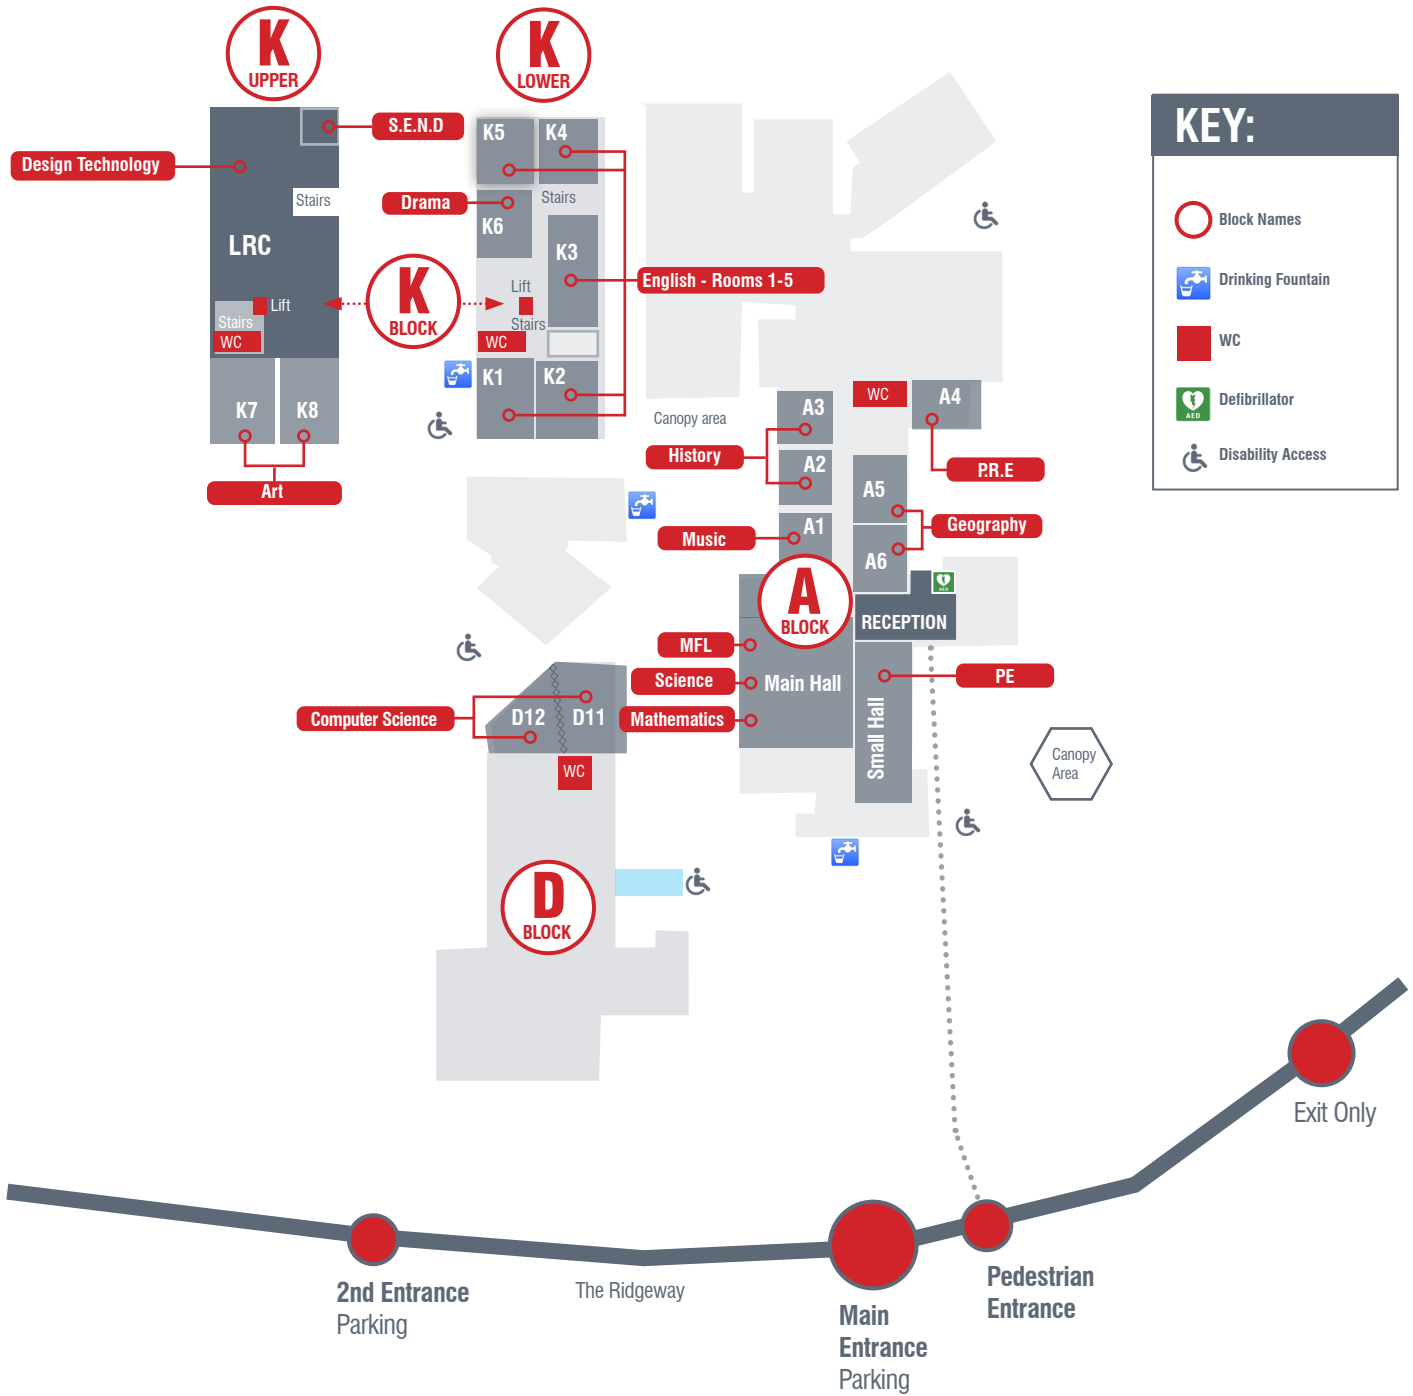 K
UPPER
K
LOWER
S.E.N.D
Design Technology
Stairs
LRC
Lift
Stairs
WC
K7
K8
Art
K
BLOCK
K5
K4
Drama
Stairs
K6
K3
English - Rooms 1-5
Lift
Stairs
WC
K1
K2
Canopy area
A3
WC
A4
History
A2
P.R.E
A5
Music
A1
Geography
A6
A
BLOCK
AED
RECEPTION
MFL
Science
Main Hall
PE
Mathematics
Small Hall
Computer Science
D12
D11
WC
Canopy
Area
D
BLOCK
KEY:
Block Names
Drinking Fountain
WC
AED
Defibrillator
Disability Access
Exit Only
2nd Entrance
Parking
The Ridgeway
Main
Entrance
Parking
Pedestrian
Entrance